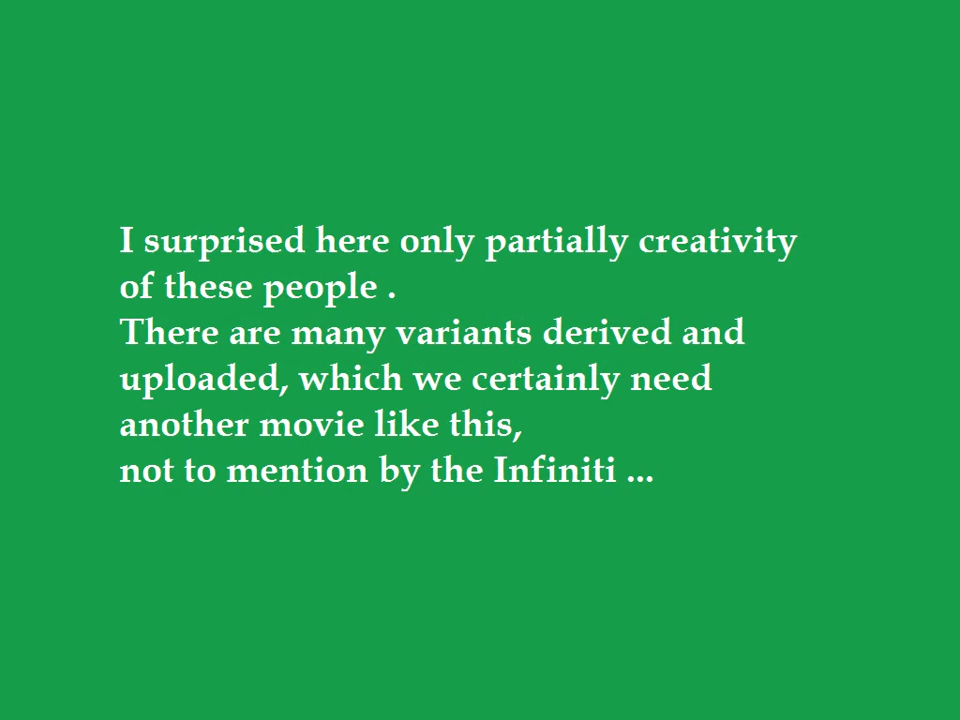 I surprised here only partially creativity
of these people .
There are many variants derived and
uploaded, which we certainly need
another movie like this,
not to mention by the Infiniti ...